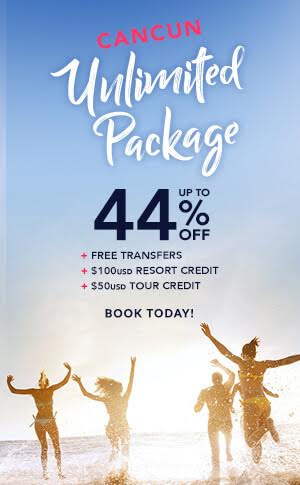 CANCUN
Unlimited
Package
UP TO
44%
OFF
+ FREE TRANSFERS
+ $100USD RESORT CREDIT
+ $50USD TOUR CREDIT
BOOK TODAY!